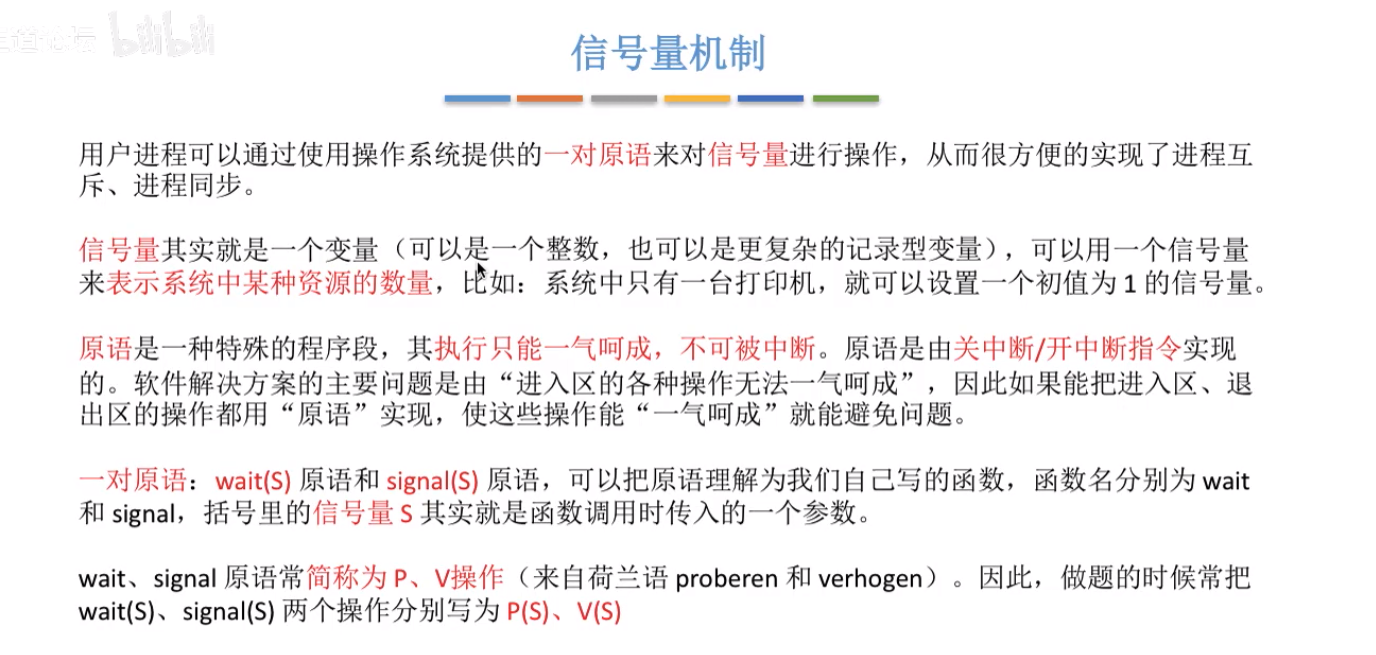 信号量机制
用户进程可以通过使用操作系统提供的一对原语来对信号量进行操作，从而很方便的实现了进程互
斥、进程同步。
信号量其实就是一个变量（可以是一个整数，也可以是更复杂的记录型变量），可以用一个信号量
来表示系统中某种资源的数量，比如：系统中只有一台打印机，就可以设置一个初值为 1 的信号量。
原语是一种特殊的程序段，其执行只能一气呵成，不可被中断。原语是由关中断/开中断指令实现
的。软件解决方案的主要问题是由“进入区的各种操作无法一气呵成”，因此如果能把进入区、退
出区的操作都用“原语”实现，使这些操作能“一气呵成”就能避免问题。
一对原语：wait(S) 原语和 signal(S) 原语，可以把原语理解为我们自己写的函数，函数名分别为 wait
和 signal，括号里的信号量 S 其实就是函数调用时传入的一个参数。
wait、signal 原语常简称为 P、V操作（来自荷兰语 proberen 和 verhogen）。因此，做题的时候常把
wait(S)、signal(S) 两个操作分别写为 P(S)、V(S)